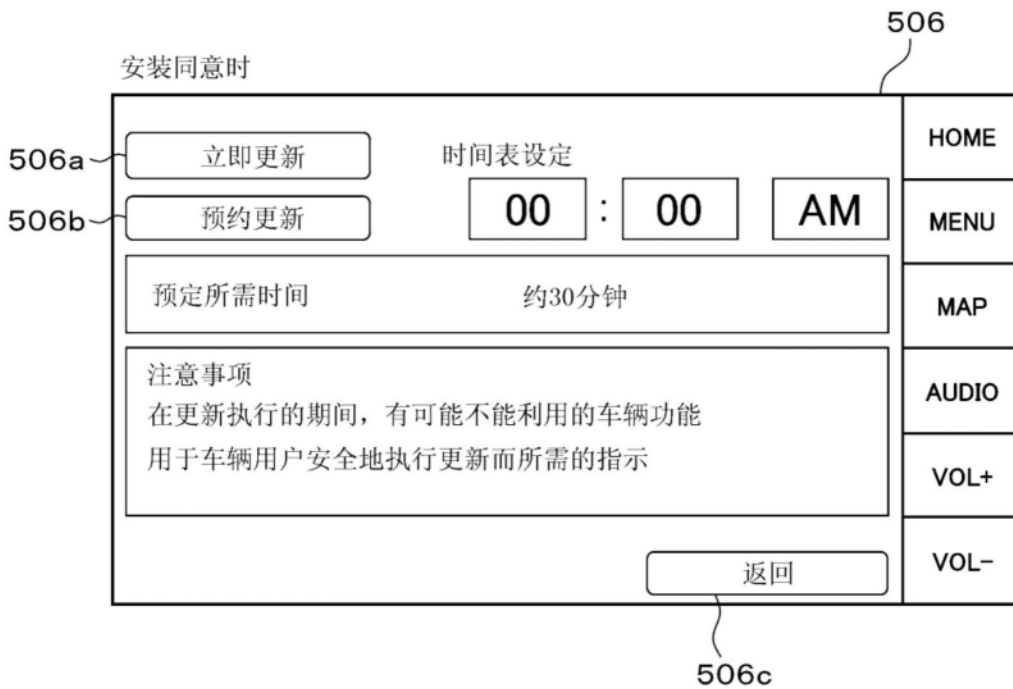 506
安装同意时
506a
立即更新
时间表设定
506b
预约更新
00 : 00 AM
预定所需时间 约30分钟
注意事项
在更新执行的期间，有可能不能利用的车辆功能
用于车辆用户安全地执行更新而所需的指示
返回
506c
HOME
MENU
MAP
AUDIO
VOL+
VOL-